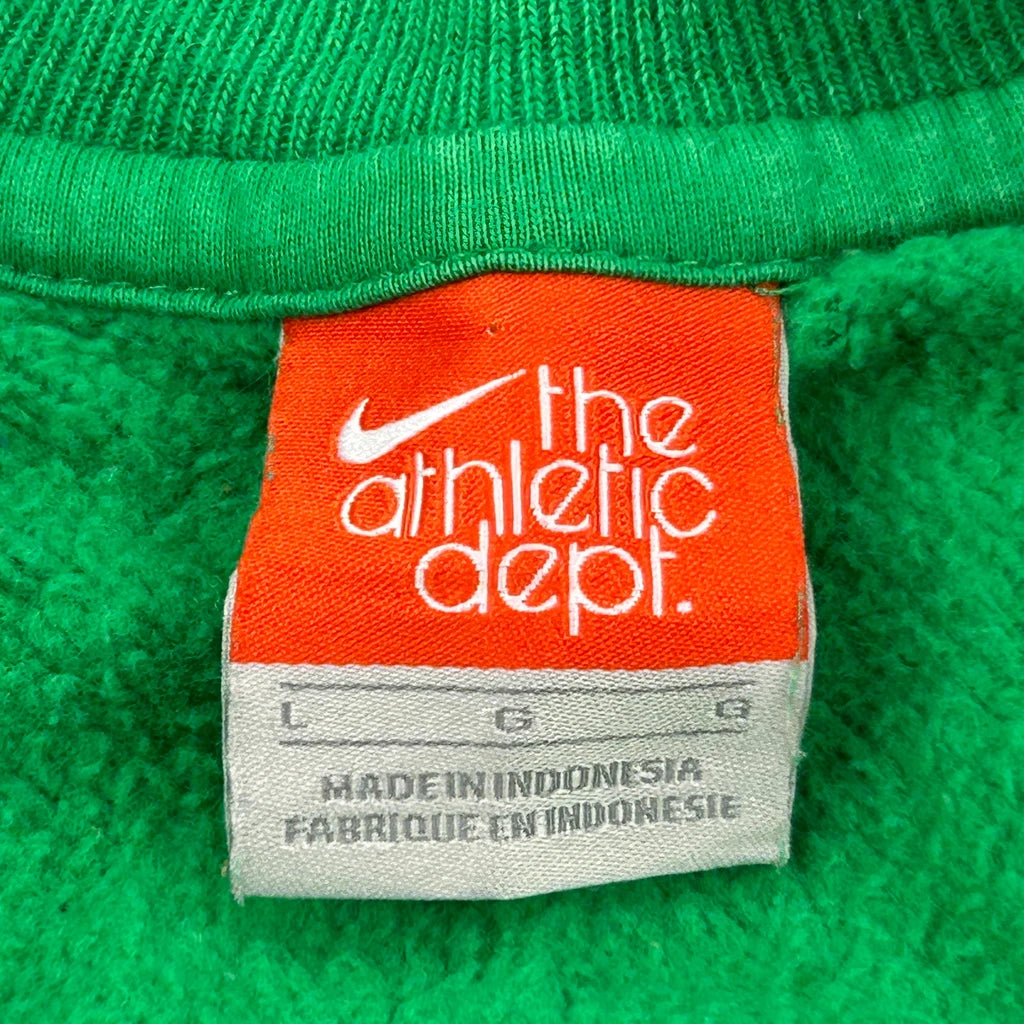 the
athletic
dept.
L G G
MADE IN INDONESIA
FABRIQUE EN INDONESIE